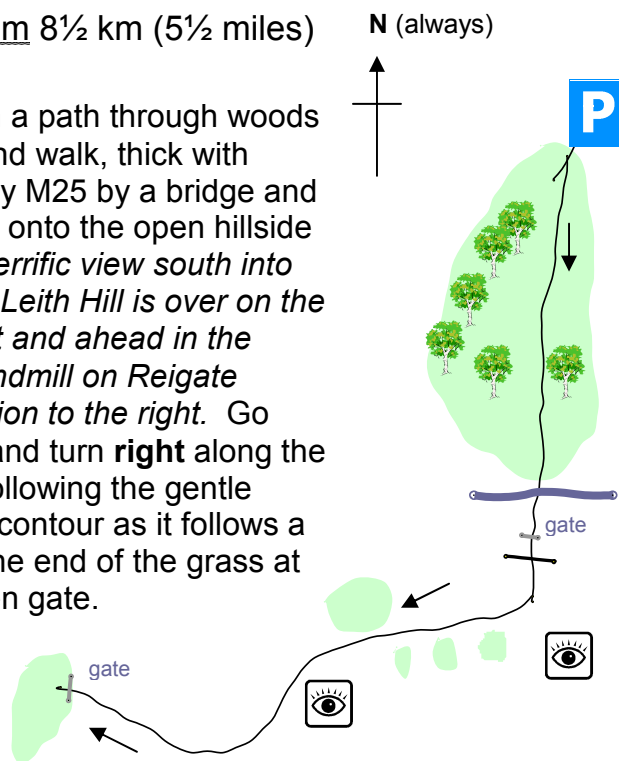 m 8½ km (5½ miles)
N (always)
P
a path through woods
nd walk, thick with
y M25 by a bridge and
onto the open hillside
errific view south into
Leith Hill is over on the
t and ahead in the
ndmill on Reigate
ion to the right. Go
and turn right along the
ollowing the gentle
contour as it follows a
he end of the grass at
n gate.
gate
gate